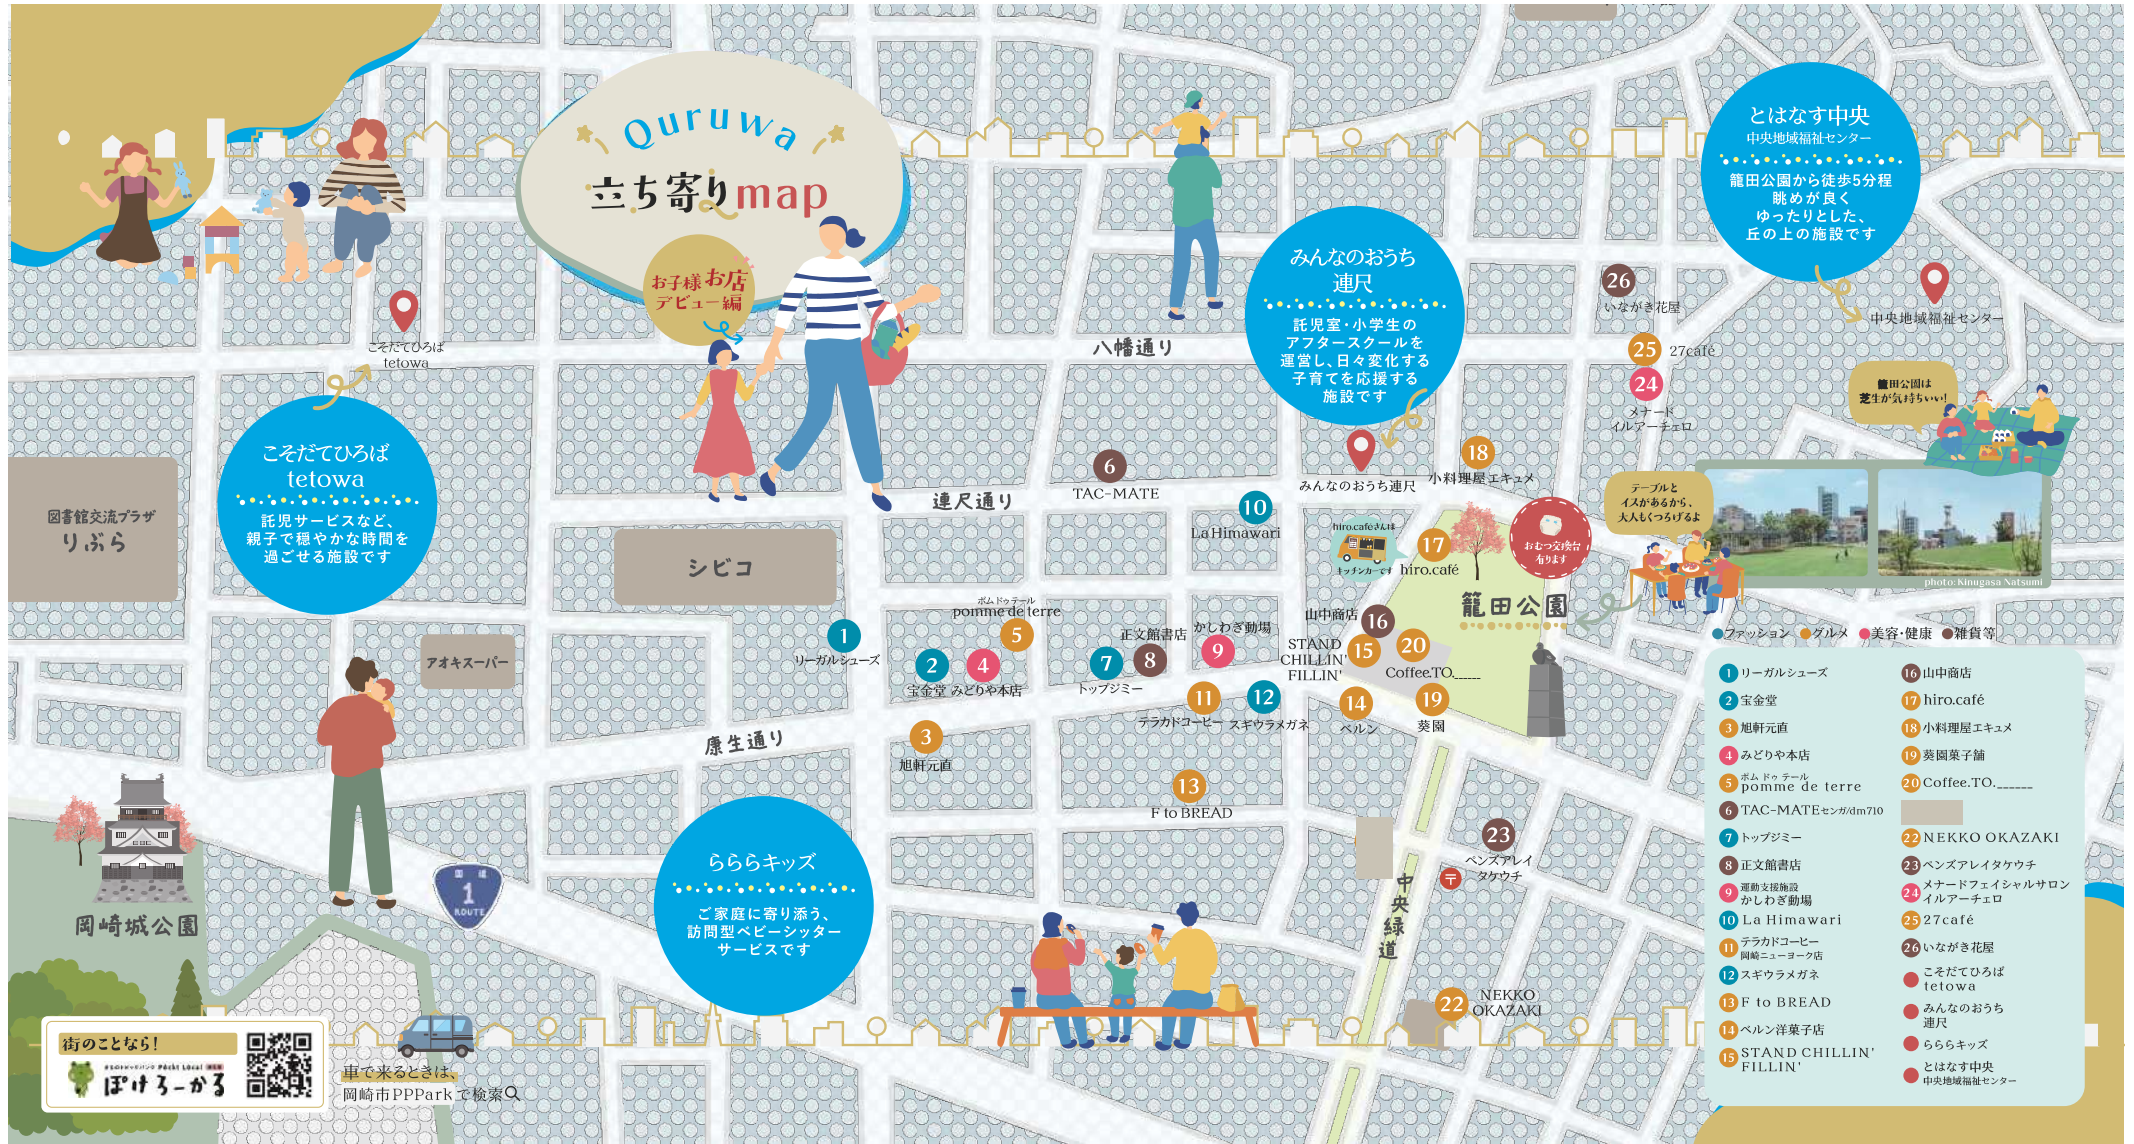 Quruwa
立ち寄りmap
お子様お店
デビュー編
こそだてひろば
tetowa
こそだてひろば
tetowa
託児サービスなど、
親子で穏やかな時間を
過ごせる施設です
図書館交流プラザ
りぶら
シビコ
アオキスーパー
岡崎城公園
国道
1
ROUTE
街のことなら!
Pocket Local
ぽけろーかる
車で来るときは、
岡崎市PPParkで検索
らららキッズ
ご家庭に寄り添う、
訪問型ベビーシッター
サービスです
八幡通り
連尺通り
康生通り
中央緑道
みんなのおうち
連尺
託児室・小学生の
アフタースクールを
運営し、日々変化する
子育てを応援する
施設です
みんなのおうち連尺
とはなす中央
中央地域福祉センター
籠田公園から徒歩5分程
眺めが良く
ゆったりとした、
丘の上の施設です
中央地域福祉センター
26
いながき花屋
25
27café
24
メナード
イルアーチェロ
籠田公園は
芝生が気持ちいい!
テーブルと
イスがあるから、
大人もくつろげるよ
photo:Kinugasa Natsumi
18
小料理屋エキュメ
6
TAC-MATE
10
La Himawari
hiro.caféさんは
キッチンカーです
17
hiro.café
おむつ交換台
有ります
籠田公園
1
リーガルシューズ
2
宝金堂
4
みどりや本店
ポムドゥテール
pomme de terre
5
3
旭軒元直
7
トップジミー
正文館書店
8
かしわぎ動場
9
11
テラカドコーヒー
12
スギウラメガネ
13
F to BREAD
山中商店
16
STAND
CHILLIN'
FILLIN'
15
20
Coffee.TO.______
14
ベルン
19
葵園
23
ベンズアレイ
タケウチ
〒
22
NEKKO
OKAZAKI
ファッション グルメ 美容・健康 雑貨等
1 リーガルシューズ
2 宝金堂
3 旭軒元直
4 みどりや本店
ポム ドゥ テール
5 pomme de terre
6 TAC-MATEセンガ/dm710
7 トップジミー
8 正文館書店
9 運動支援施設
かしわぎ動場
10 La Himawari
11 テラカドコーヒー
岡崎ニューヨーク店
12 スギウラメガネ
13 F to BREAD
14 ベルン洋菓子店
15 STAND CHILLIN'
FILLIN'
16 山中商店
17 hiro.café
18 小料理屋エキュメ
19 葵園菓子舗
20 Coffee.TO.______
22 NEKKO OKAZAKI
23 ベンズアレイタケウチ
24 メナードフェイシャルサロン
イルアーチェロ
25 27café
26 いながき花屋
こそだてひろば
tetowa
みんなのおうち
連尺
らららキッズ
とはなす中央
中央地域福祉センター